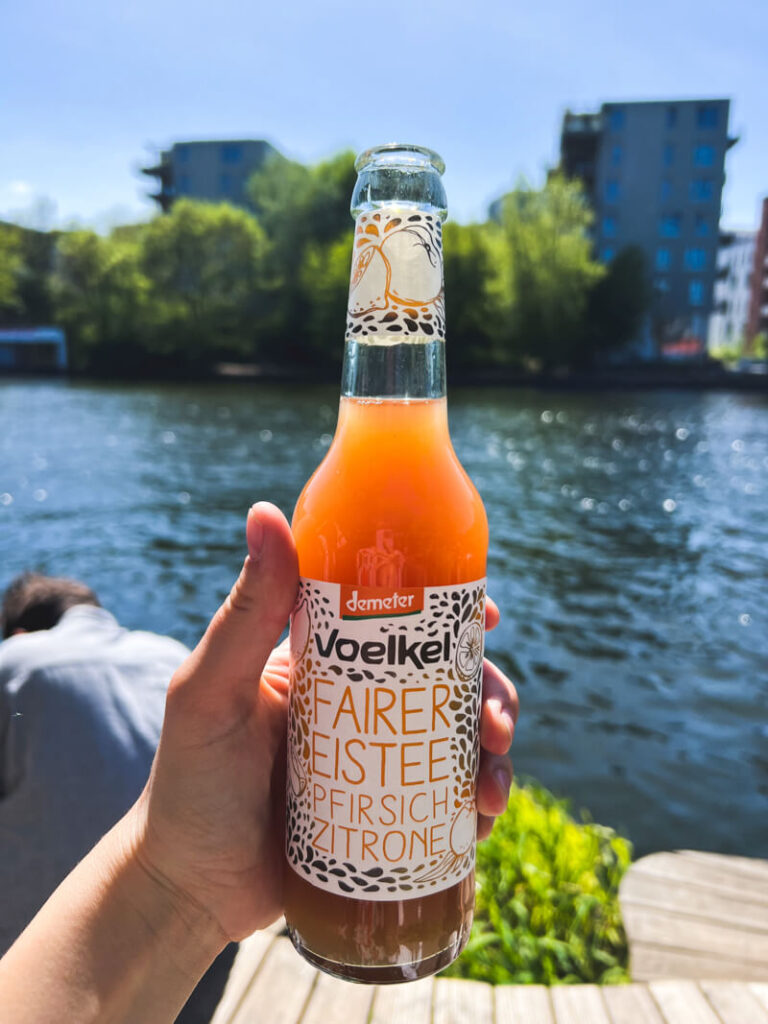 demeter
Voelkel
FAIRER
EISTEE
PFIRSICH
ZITRONE